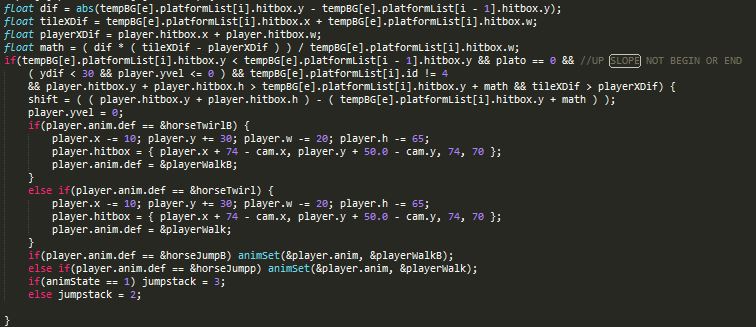 float dif = abs(tempBG[e].platformList[i].hitbox.y - tempBG[e].platformList[i - 1].hitbox.y);
float tileXDif = tempBG[e].platformList[i].hitbox.x + tempBG[e].platformList[i].hitbox.w;
float playerXDif = player.hitbox.x + player.hitbox.w;
float math = ( dif * ( tileXDif - playerXDif ) ) / tempBG[e].platformList[i].hitbox.w;
if(tempBG[e].platformList[i].hitbox.y < tempBG[e].platformList[i - 1].hitbox.y && plato == 0 && //UP SLOPE NOT BEGIN OR END
( ydif < 30 && player.yvel <= 0 ) && tempBG[e].platformList[i].id != 4
&& player.hitbox.y + player.hitbox.h > tempBG[e].platformList[i].hitbox.y + math && tileXDif > playerXDif) {
shift = ( ( player.hitbox.y + player.hitbox.h ) - ( tempBG[e].platformList[i].hitbox.y + math ) );
player.yvel = 0;
if(player.anim.def == &horseTwirlB) {
player.x -= 10; player.y += 30; player.w -= 20; player.h -= 65;
player.hitbox = { player.x + 74 - cam.x, player.y + 50.0 - cam.y, 74, 70 };
player.anim.def = &playerWalkB;
}
else if(player.anim.def == &horseTwirl) {
player.x -= 10; player.y += 30; player.w -= 20; player.h -= 65;
player.hitbox = { player.x + 74 - cam.x, player.y + 50.0 - cam.y, 74, 70 };
player.anim.def = &playerWalk;
}
if(player.anim.def == &horseJumpB) animSet(&player.anim, &playerWalkB);
else if(player.anim.def == &horseJumpp) animSet(&player.anim, &playerWalk);
if(animState == 1) jumpstack = 3;
else jumpstack = 2;
}